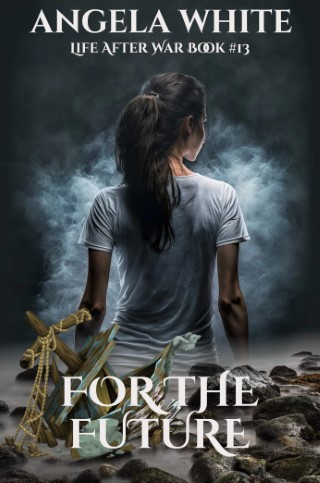 ANGELA WHITE
LIFE AFTER WAR BOOK #13
FOR THE
FUTURE